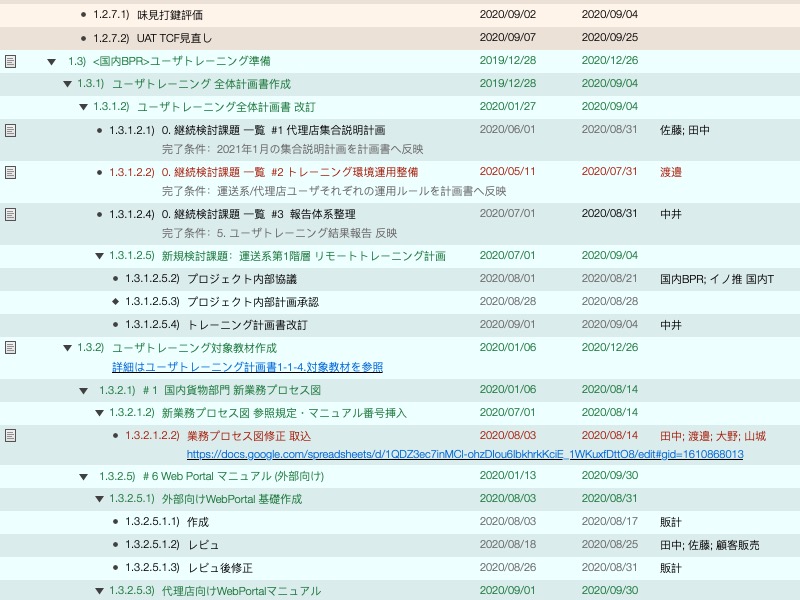 1.2.7.1) 味見打鍵評価 2020/09/02 2020/09/04
1.2.7.2) UAT TCF見直し 2020/09/07 2020/09/25
1.3) <国内BPR>ユーザトレーニング準備 2019/12/28 2020/12/26
1.3.1) ユーザトレーニング 全体計画書作成 2019/12/28 2020/09/04
1.3.1.2) ユーザトレーニング全体計画書 改訂 2020/01/27 2020/09/04
1.3.1.2.1) 0. 継続検討課題 一覧 #1 代理店集合説明計画 2020/06/01 2020/08/31 佐藤; 田中
完了条件: 2021年1月の集合説明計画を計画書へ反映
1.3.1.2.2) 0. 継続検討課題 一覧 #2 トレーニング環境運用整備 2020/05/11 2020/07/31 渡邉
完了条件: 運送系/代理店ユーザそれぞれの運用ルールを計画書へ反映
1.3.1.2.4) 0. 継続検討課題 一覧 #3 報告体系整理 2020/07/01 2020/08/31 中井
完了条件: 5. ユーザトレーニング結果報告 反映
1.3.1.2.5) 新規検討課題: 運送系第1階層 リモートトレーニング計画 2020/07/01 2020/09/04
1.3.1.2.5.2) プロジェクト内部協議 2020/08/01 2020/08/21 国内BPR; イノ推 国内T
1.3.1.2.5.3) プロジェクト内部計画承認 2020/08/28 2020/08/28
1.3.1.2.5.4) トレーニング計画書改訂 2020/09/01 2020/09/04 中井
1.3.2) ユーザトレーニング対象教材作成 2020/01/06 2020/12/26
詳細はユーザトレーニング計画書1-1-4.対象教材を参照
1.3.2.1) #1 国内貨物部門 新業務プロセス図 2020/01/06 2020/08/14
1.3.2.1.2) 新業務プロセス図 参照規定・マニュアル番号挿入 2020/07/01 2020/08/14
1.3.2.1.2.2) 業務プロセス図修正 取込 2020/08/03 2020/08/14 田中; 渡邉; 大野; 山城
https://docs.google.com/spreadsheets/d/1QDZ3ec7inMCI-ohzDlou6lbkhrkKciE_1WKuxfDttO8/edit#gid=1610868013
1.3.2.5) #6 Web Portal マニュアル (外部向け) 2020/01/13 2020/09/30
1.3.2.5.1) 外部向けWebPortal 基礎作成 2020/08/03 2020/08/31
1.3.2.5.1.1) 作成 2020/08/03 2020/08/17 販計
1.3.2.5.1.2) レビュ 2020/08/18 2020/08/25 田中; 佐藤; 顧客販売
1.3.2.5.1.3) レビュ後修正 2020/08/26 2020/08/31 販計
1.3.2.5.3) 代理店向けWebPortalマニュアル 2020/09/01 2020/09/30